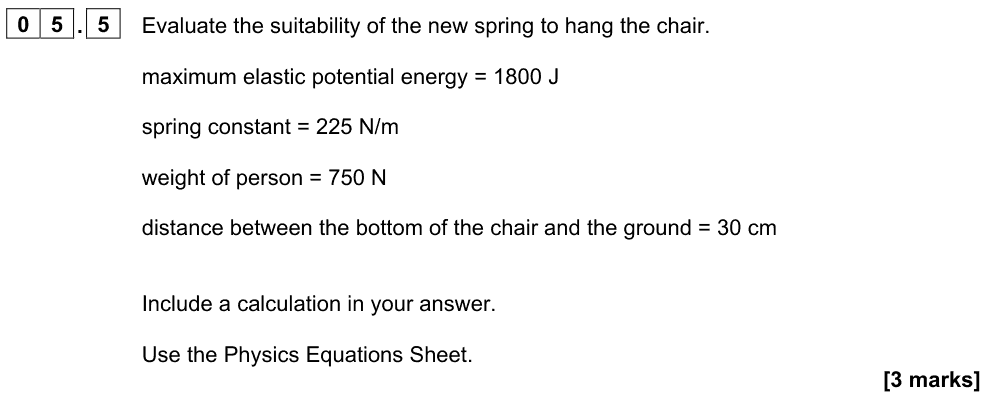 0 5 . 5 Evaluate the suitability of the new spring to hang the chair.
maximum elastic potential energy = 1800 J
spring constant = 225 N/m
weight of person = 750 N
distance between the bottom of the chair and the ground = 30 cm
Include a calculation in your answer.
Use the Physics Equations Sheet.
[3 marks]